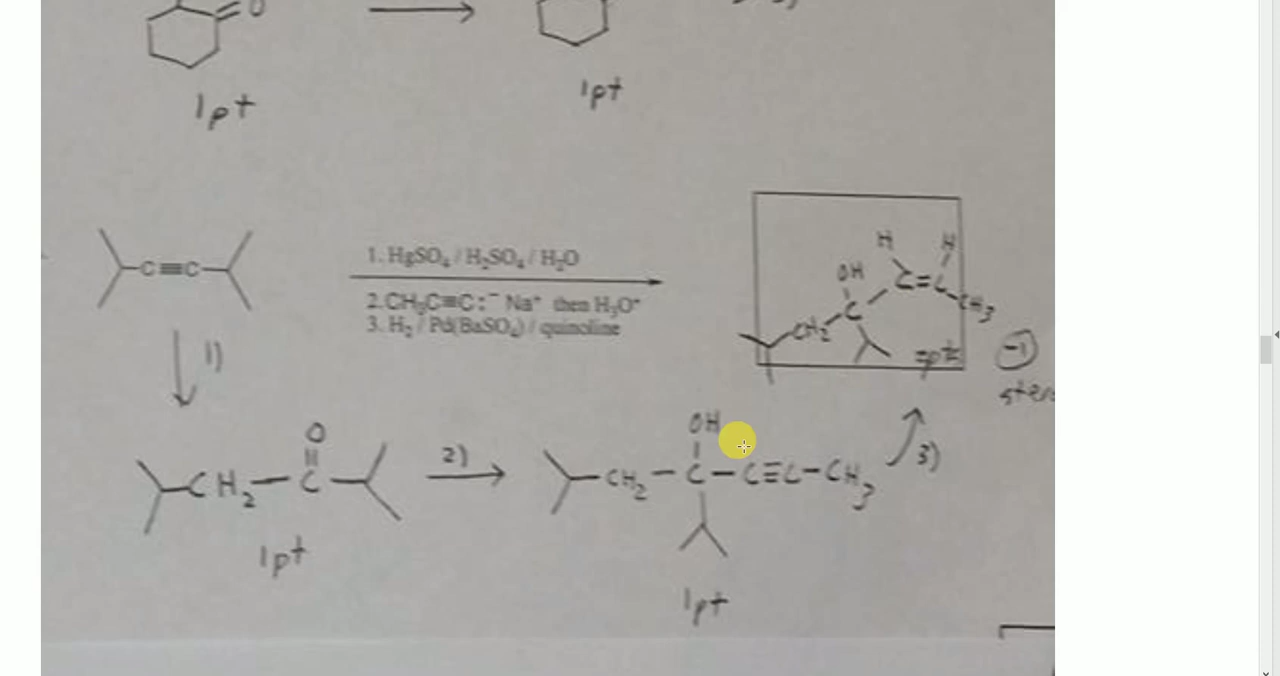 O
1pt
1pt
1. HgSO₄ / H₂SO₄ / H₂O
2. CH₃C≡C:⁻ Na⁺ then H₃O⁺
3. H₂ / Pd(BaSO₄) / quinoline
C≡C
H H
OH C=C
CH₂ C CH₃
-1
1)
OH
O
CH₂-C
2)
CH₂-C-C≡C-CH₃
3)
1pt
1pt